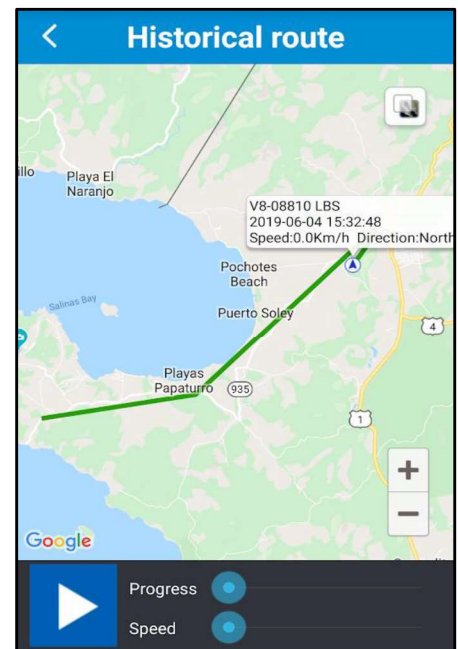 Historical route
illo
Playa El
Naranjo
V8-08810 LBS
2019-06-04 15:32:48
Speed:0.0Km/h Direction:North
Pochotes
Beach
Salinas Bay
Puerto Soley
4
Playas
Papaturro
935
1
+
−
Google
Progress
Speed